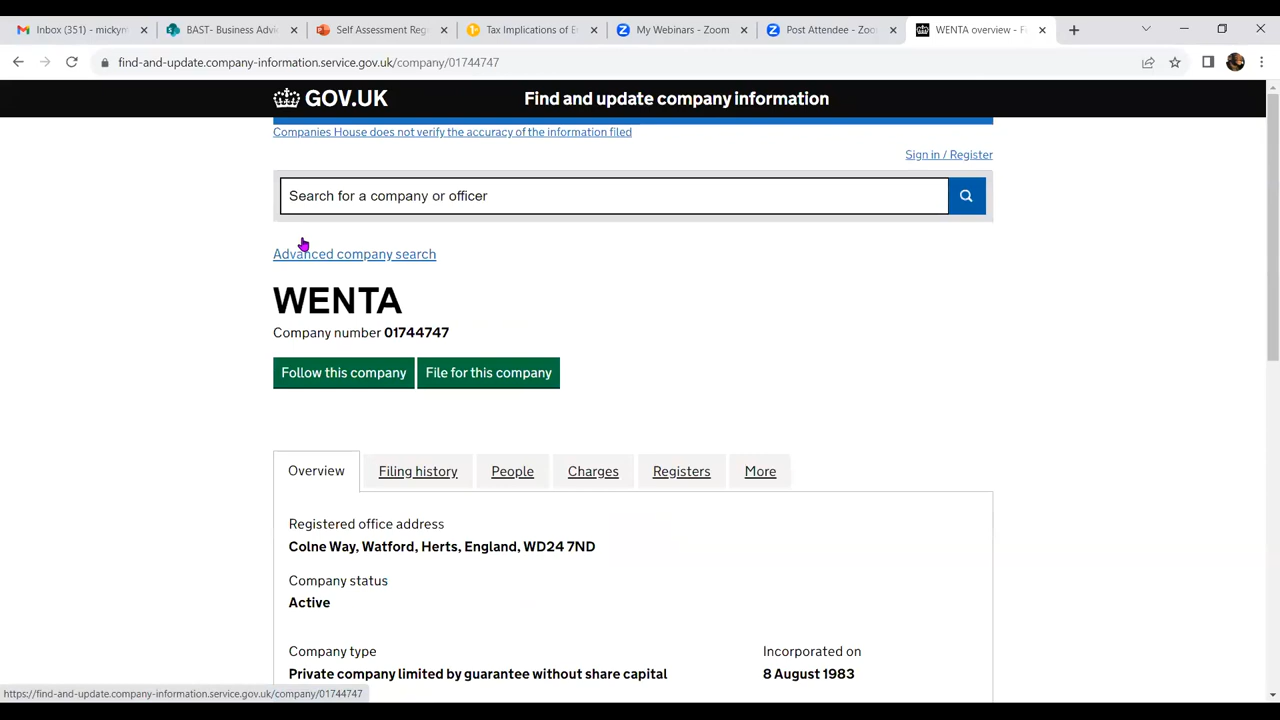 Inbox (351) - mickym
BAST- Business Advic
Self Assessment Reg
Tax Implications of E
My Webinars - Zoom
Post Attendee - Zoo
WENTA overview - F
find-and-update.company-information.service.gov.uk/company/01744747
GOV.UK
Find and update company information
Companies House does not verify the accuracy of the information filed
Sign in / Register
Search for a company or officer
Advanced company search
WENTA
Company number 01744747
Follow this company
File for this company
Overview
Filing history
People
Charges
Registers
More
Registered office address
Colne Way, Watford, Herts, England, WD24 7ND
Company status
Active
Company type
Incorporated on
Private company limited by guarantee without share capital
8 August 1983
https://find-and-update.company-information.service.gov.uk/company/01744747